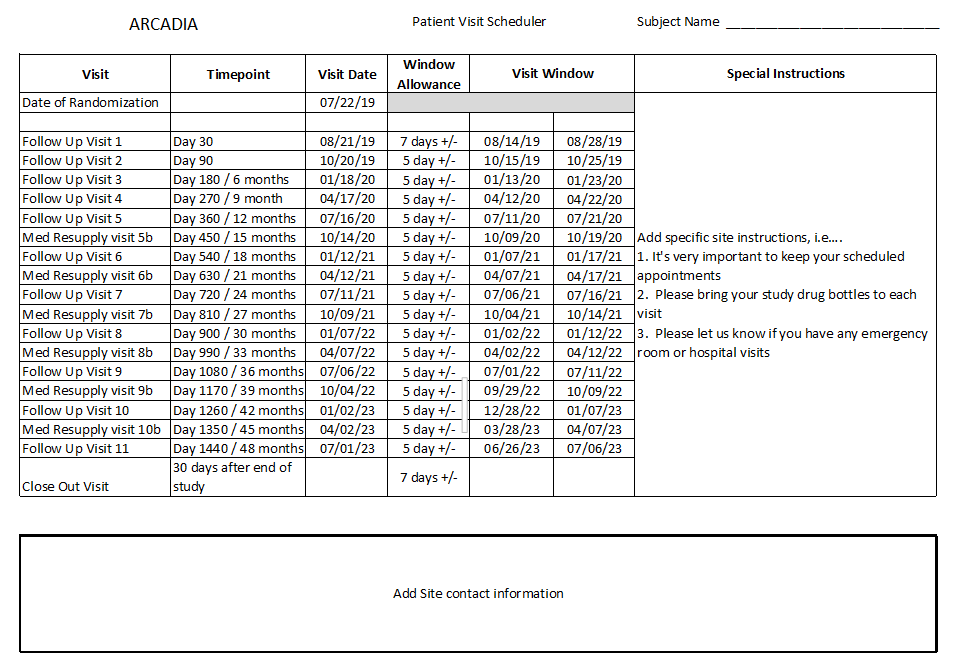 ARCADIA Patient Visit Scheduler Subject Name ______________________________
Visit Timepoint Visit Date Window Allowance Visit Window Special Instructions
Date of Randomization 07/22/19
Follow Up Visit 1 Day 30 08/21/19 7 days +/- 08/14/19 08/28/19
Follow Up Visit 2 Day 90 10/20/19 5 day +/- 10/15/19 10/25/19
Follow Up Visit 3 Day 180 / 6 months 01/18/20 5 day +/- 01/13/20 01/23/20
Follow Up Visit 4 Day 270 / 9 month 04/17/20 5 day +/- 04/12/20 04/22/20
Follow Up Visit 5 Day 360 / 12 months 07/16/20 5 day +/- 07/11/20 07/21/20
Med Resupply visit 5b Day 450 / 15 months 10/14/20 5 day +/- 10/09/20 10/19/20
Follow Up Visit 6 Day 540 / 18 months 01/12/21 5 day +/- 01/07/21 01/17/21
Med Resupply visit 6b Day 630 / 21 months 04/12/21 5 day +/- 04/07/21 04/17/21
Follow Up Visit 7 Day 720 / 24 months 07/11/21 5 day +/- 07/06/21 07/16/21
Med Resupply visit 7b Day 810 / 27 months 10/09/21 5 day +/- 10/04/21 10/14/21
Follow Up Visit 8 Day 900 / 30 months 01/07/22 5 day +/- 01/02/22 01/12/22
Med Resupply visit 8b Day 990 / 33 months 04/07/22 5 day +/- 04/02/22 04/12/22
Follow Up Visit 9 Day 1080 / 36 months 07/06/22 5 day +/- 07/01/22 07/11/22
Med Resupply visit 9b Day 1170 / 39 months 10/04/22 5 day +/- 09/29/22 10/09/22
Follow Up Visit 10 Day 1260 / 42 months 01/02/23 5 day +/- 12/28/22 01/07/23
Med Resupply visit 10b Day 1350 / 45 months 04/02/23 5 day +/- 03/28/23 04/07/23
Follow Up Visit 11 Day 1440 / 48 months 07/01/23 5 day +/- 06/26/23 07/06/23
Close Out Visit 30 days after end of study 7 days +/-
Add specific site instructions, i.e....
1. It's very important to keep your scheduled
appointments
2. Please bring your study drug bottles to each
visit
3. Please let us know if you have any emergency
room or hospital visits
Add Site contact information